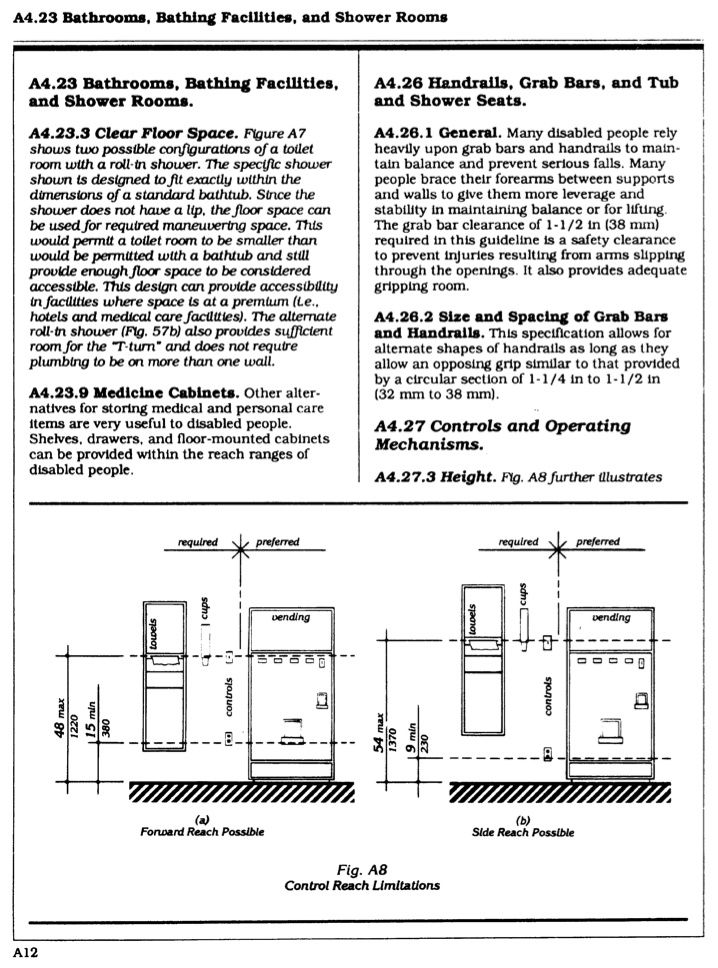 A4.23 Bathrooms, Bathing Facilities, and Shower Rooms
A4.23 Bathrooms, Bathing Facilities,
and Shower Rooms.
A4.23.3 Clear Floor Space. Figure A7
shows two possible configurations of a toilet
room with a roll-in shower. The specific shower
shown is designed to fit exactly within the
dimensions of a standard bathtub. Since the
shower does not have a lip, the floor space can
be used for required maneuvering space. This
would permit a toilet room to be smaller than
would be permitted with a bathtub and still
provide enough floor space to be considered
accessible. This design can provide accessibility
in facilities where space is at a premium (i.e.,
hotels and medical care facilities). The alternate
roll-in shower (Fig. 57b) also provides sufficient
room for the "T-turn" and does not require
plumbing to be on more than one wall.
A4.23.9 Medicine Cabinets. Other alter-
natives for storing medical and personal care
items are very useful to disabled people.
Shelves, drawers, and floor-mounted cabinets
can be provided within the reach ranges of
disabled people.
A4.26 Handrails, Grab Bars, and Tub
and Shower Seats.
A4.26.1 General. Many disabled people rely
heavily upon grab bars and handrails to main-
tain balance and prevent serious falls. Many
people brace their forearms between supports
and walls to give them more leverage and
stability in maintaining balance or for lifting.
The grab bar clearance of 1-1/2 in (38 mm)
required in this guideline is a safety clearance
to prevent injuries resulting from arms slipping
through the openings. It also provides adequate
gripping room.
A4.26.2 Size and Spacing of Grab Bars
and Handrails. This specification allows for
alternate shapes of handrails as long as they
allow an opposing grip similar to that provided
by a circular section of 1-1/4 in to 1-1/2 in
(32 mm to 38 mm).
A4.27 Controls and Operating
Mechanisms.
A4.27.3 Height. Fig. A8 further illustrates
required preferred
towels
cups
vending
controls
48 max
1220
15 min
380
(a)
Forward Reach Possible
required preferred
towels
cups
vending
controls
54 max
1370
9 min
230
(b)
Side Reach Possible
Fig. A8
Control Reach Limitations
A12